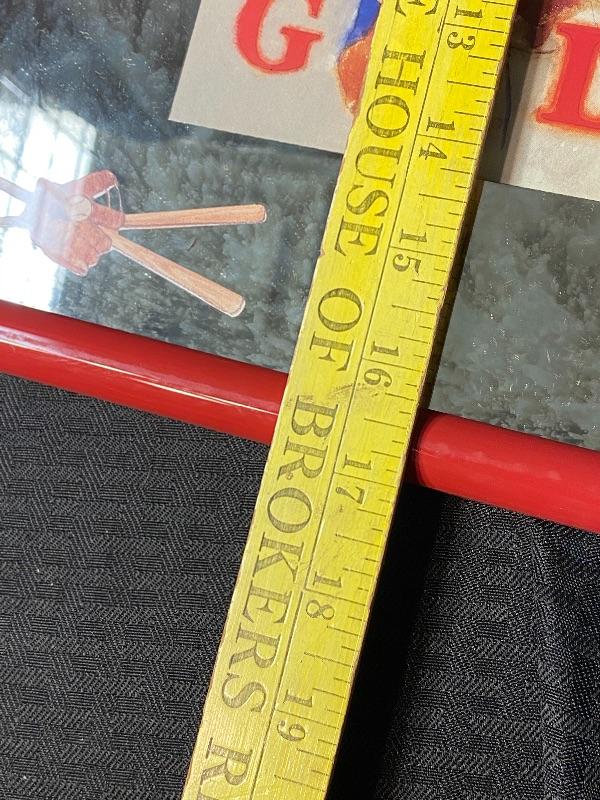 G
L
E HOUSE OF BROKERS R
13 14 15 16 17 18 19